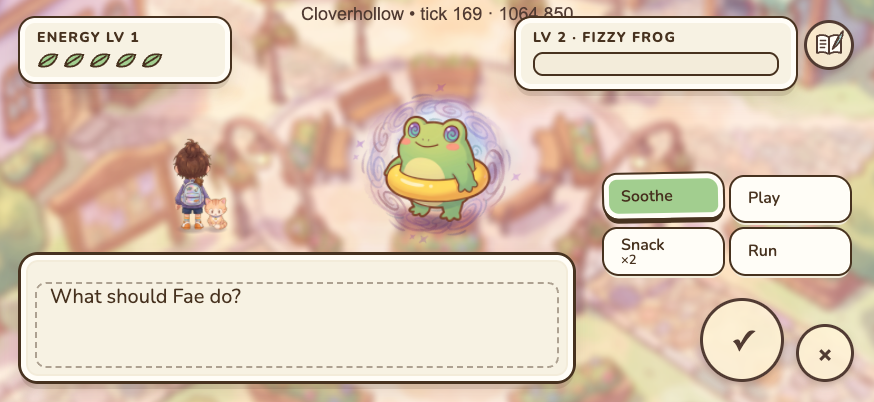 Cloverhollow • tick 169 · 1064,850
ENERGY LV 1
LV 2 · FIZZY FROG
Soothe
Play
Snack
×2
Run
What should Fae do?